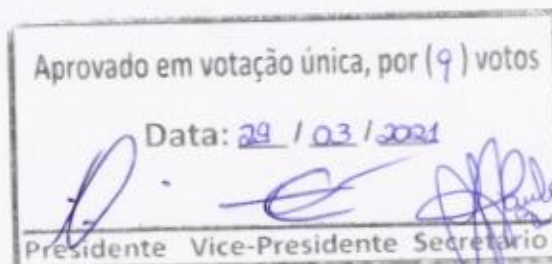 Aprovado em votação única, por (9) votos
Data: 29 / 03 / 2021
Presidente Vice-Presidente Secretário